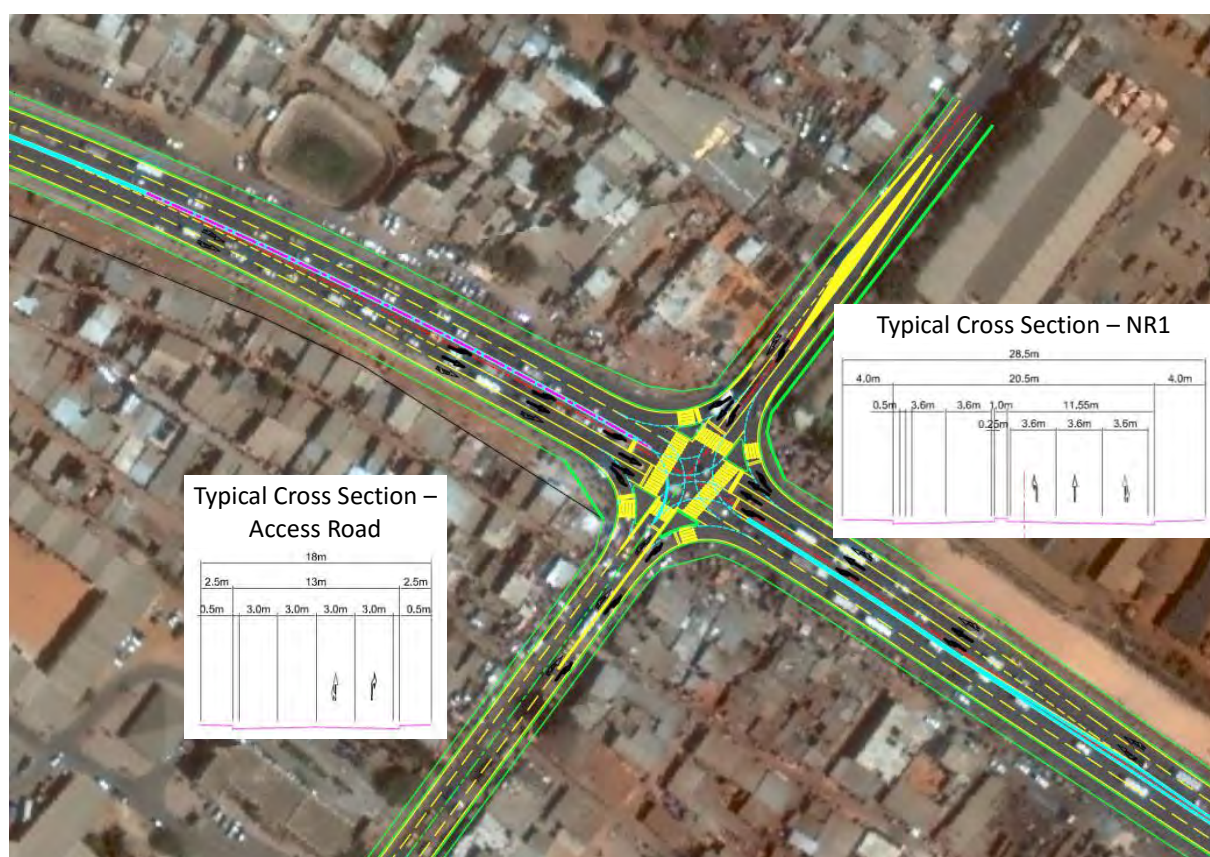 Typical Cross Section – NR1
28.5m
4.0m 20.5m 4.0m
0.5m 3.6m 3.6m 1.0m 11.55m
0.25m 3.6m 3.6m 3.6m
Typical Cross Section –
Access Road
18m
2.5m 13m 2.5m
0.5m 3.0m 3.0m 3.0m 3.0m 0.5m